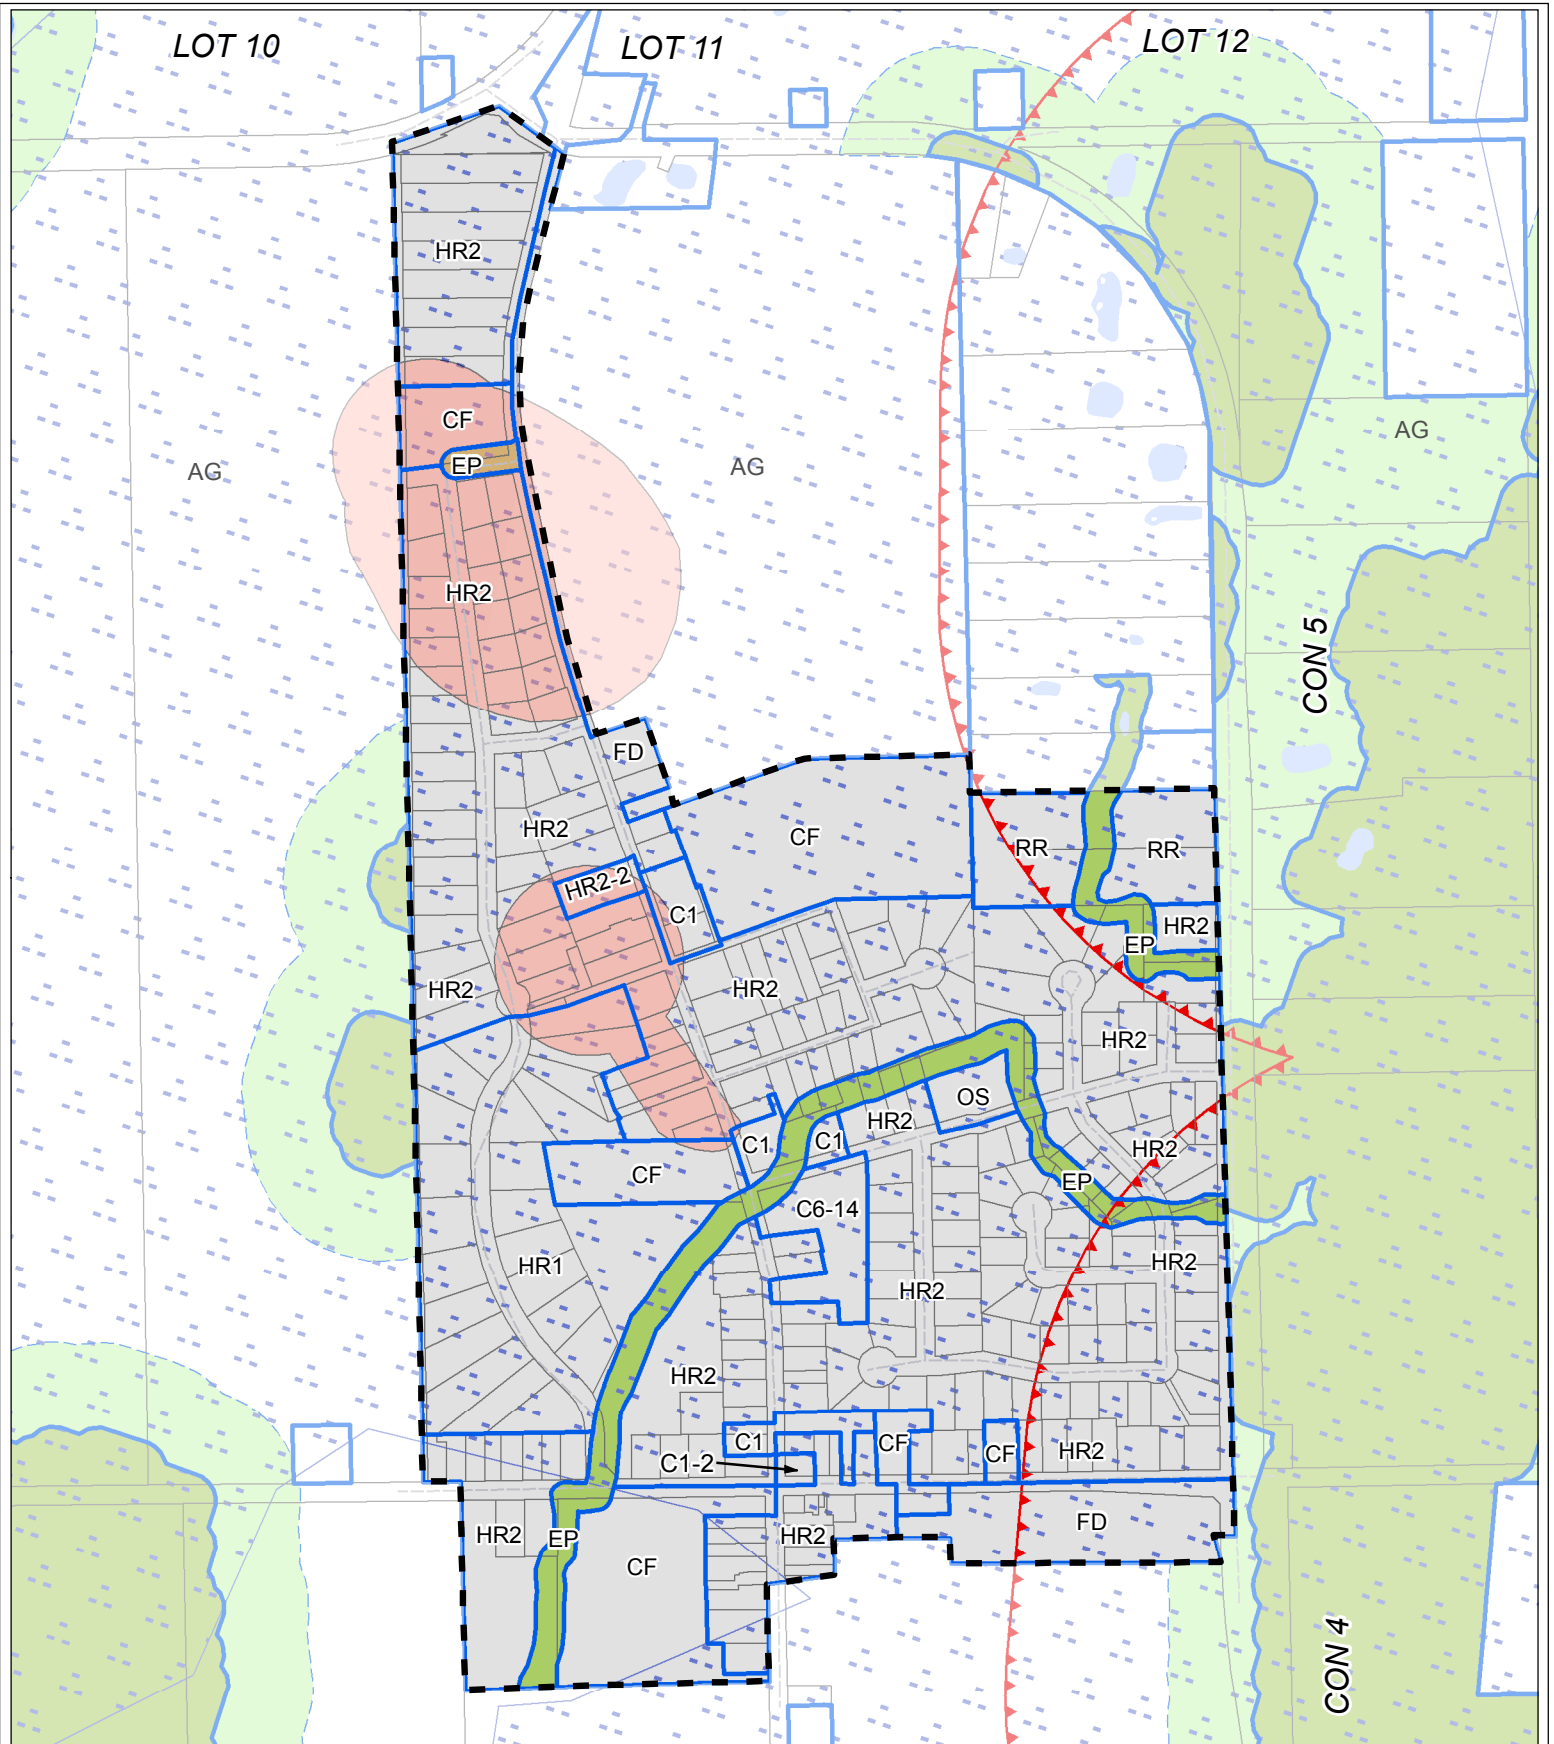 LOT 10
LOT 11
LOT 12
HR2
CF
EP
AG
AG
AG
HR2
CON 5
FD
HR2
CF
RR
RR
HR2-2
C1
HR2
EP
HR2
HR2
HR2
OS
C1
C1
HR2
HR2
CF
EP
C6-14
HR1
HR2
HR2
HR2
C1
CF
CF
HR2
C1-2
HR2
EP
HR2
FD
CF
CON 4